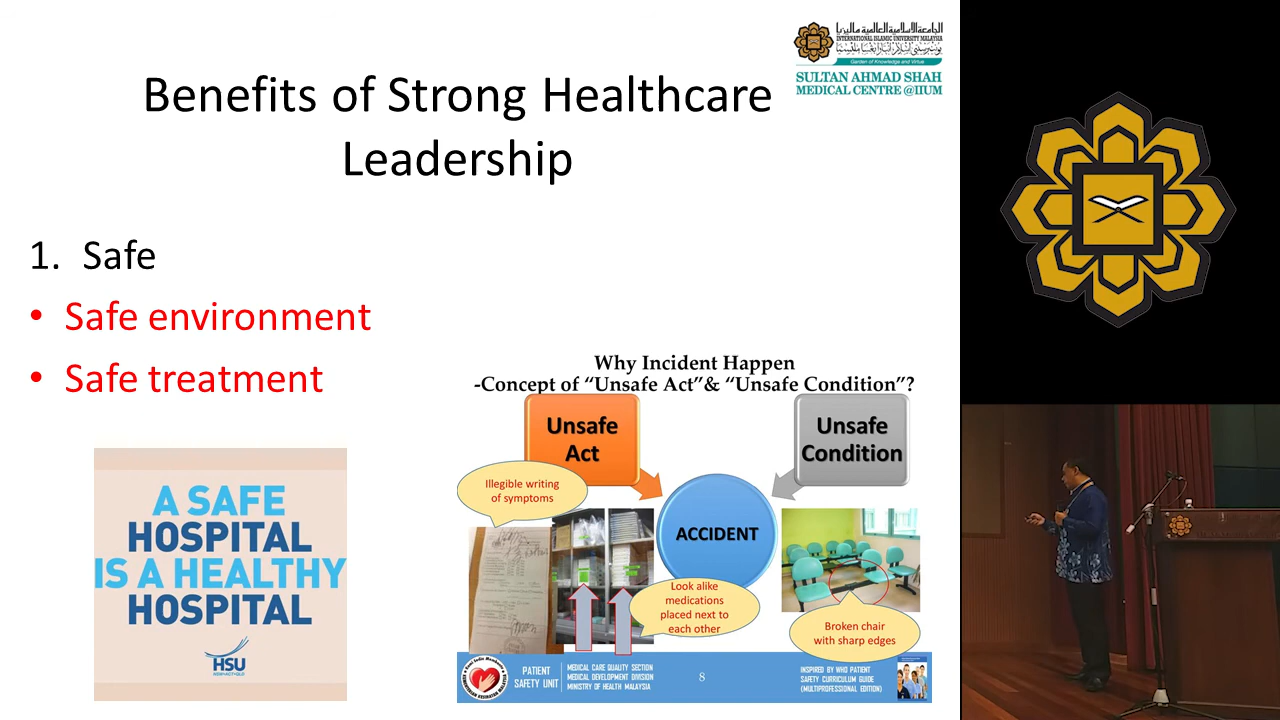 Benefits of Strong Healthcare
Leadership
الجامعة الإسلامية العالمية ماليزيا
INTERNATIONAL ISLAMIC UNIVERSITY MALAYSIA
Garden of Knowledge and Virtue
SULTAN AHMAD SHAH
MEDICAL CENTRE @IIUM
1. Safe
• Safe environment
• Safe treatment
A SAFE
HOSPITAL
IS A HEALTHY
HOSPITAL
HSU
Why Incident Happen
-Concept of “Unsafe Act”& “Unsafe Condition”?
Unsafe
Act
Unsafe
Condition
ACCIDENT
Illegible writing
of symptoms
Look alike
medications
placed next to
each other
Broken chair
with sharp edges
PATIENT
SAFETY UNIT
MEDICAL CARE QUALITY SECTION
MEDICAL DEVELOPMENT DIVISION
MINISTRY OF HEALTH MALAYSIA
8
INSPIRED BY WHO PATIENT
SAFETY CURRICULUM GUIDE
(MULTIPROFESSIONAL EDITION)